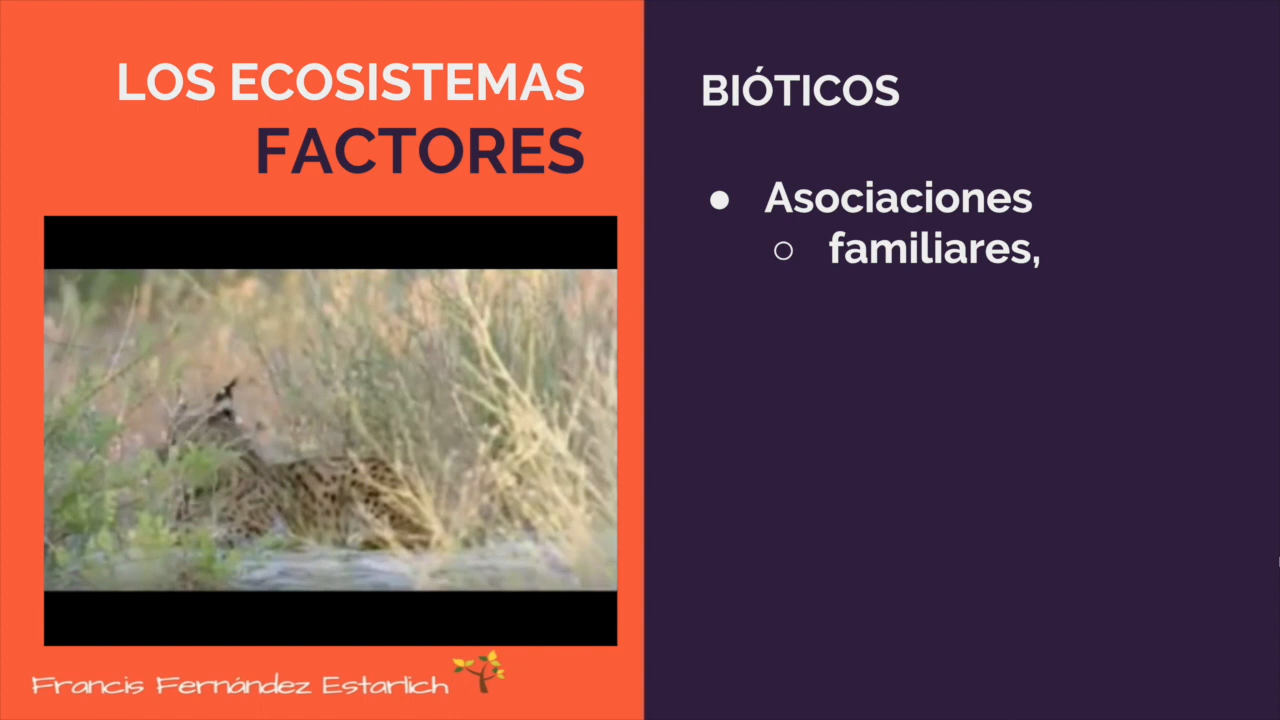 LOS ECOSISTEMAS
FACTORES
Francis Fernández Estarlich
BIÓTICOS
● Asociaciones
○ familiares,